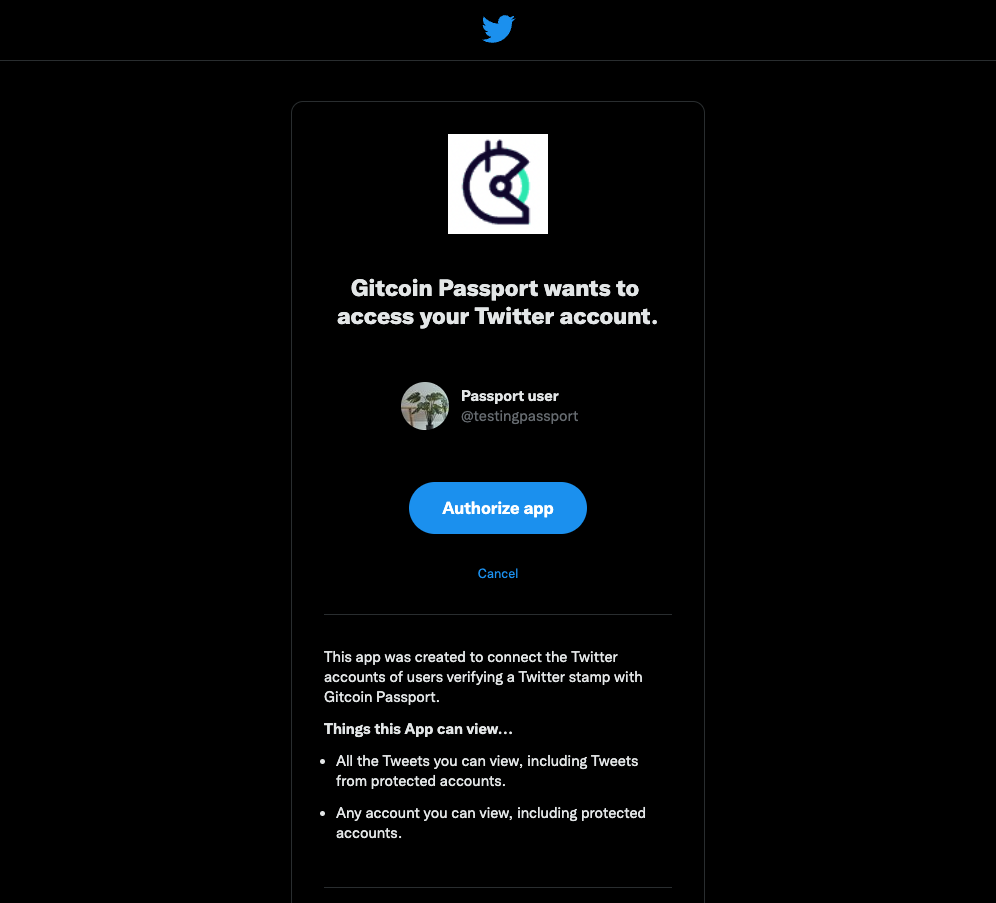 Gitcoin Passport wants to
access your Twitter account.
Passport user
@testingpassport
Authorize app
Cancel
This app was created to connect the Twitter
accounts of users verifying a Twitter stamp with
Gitcoin Passport.
Things this App can view...
• All the Tweets you can view, including Tweets
from protected accounts.
• Any account you can view, including protected
accounts.